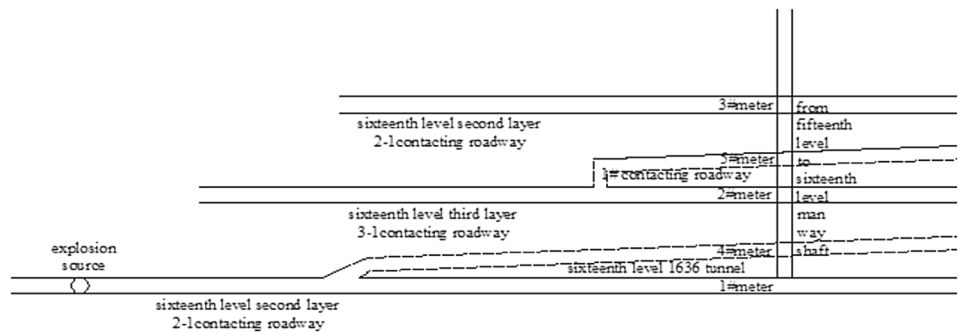 3#meter
from
fifteenth
level
to
sixteenth
level
man
way
shaft
sixteenth level second layer
2-1contacting roadway
5#meter
1# contacting roadway
2#meter
sixteenth level third layer
3-1contacting roadway
explosion
source
4#meter
sixteenth level 1636 tunnel
1#meter
sixteenth level second layer
2-1contacting roadway